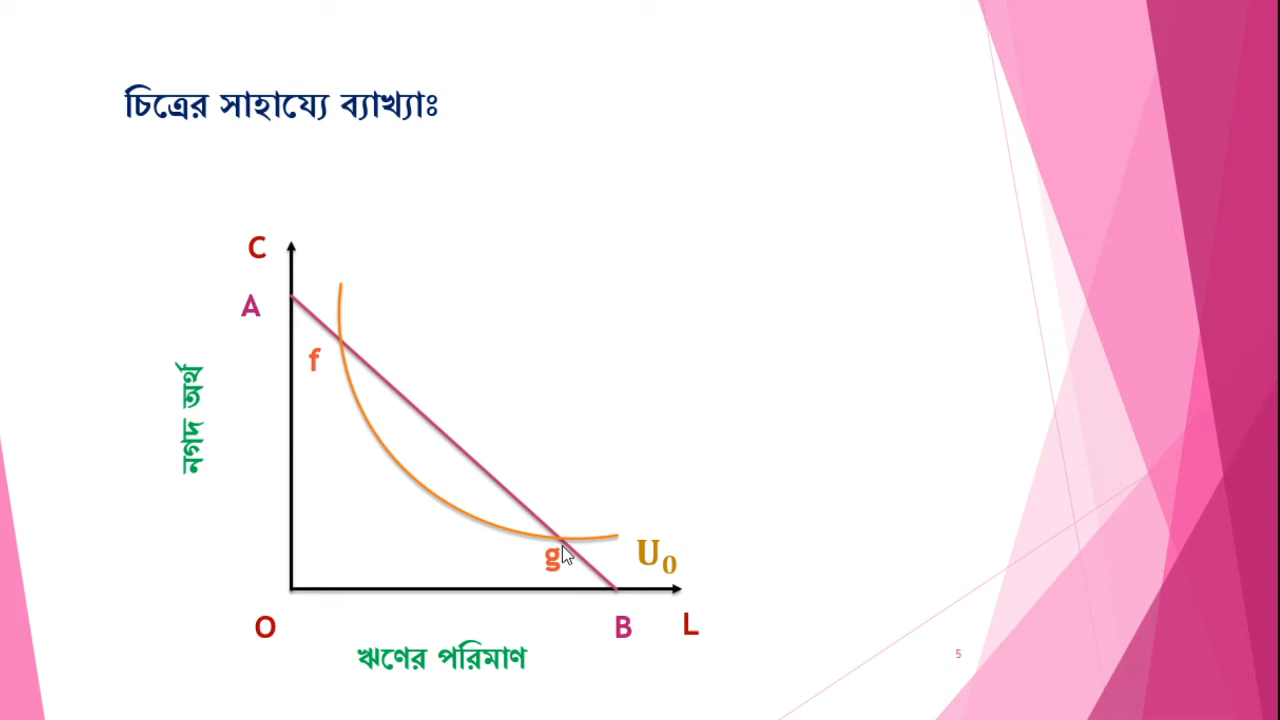 চিত্রের সাহায্যে ব্যাখ্যাঃ
C
A
f
নগদ অর্থ
g
U₀
O
B
L
ঋণের পরিমাণ
5